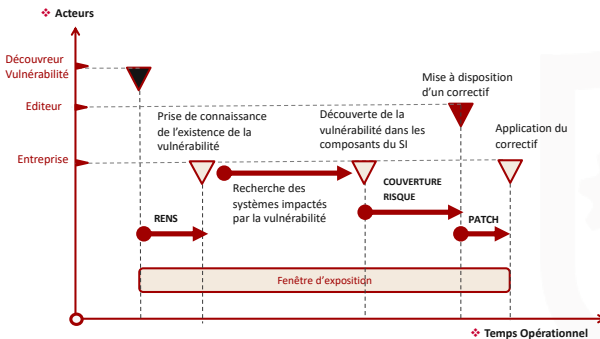 ❖ Acteurs
Découvreur
Vulnérabilité
Mise à disposition
d’un correctif
Editeur
Prise de connaissance
de l’existence de la
vulnérabilité
Découverte de la
vulnérabilité dans les
composants du SI
Application du
correctif
Entreprise
Recherche des
systèmes impactés
par la vulnérabilité
COUVERTURE
RISQUE
RENS
PATCH
Fenêtre d’exposition
❖ Temps Opérationnel